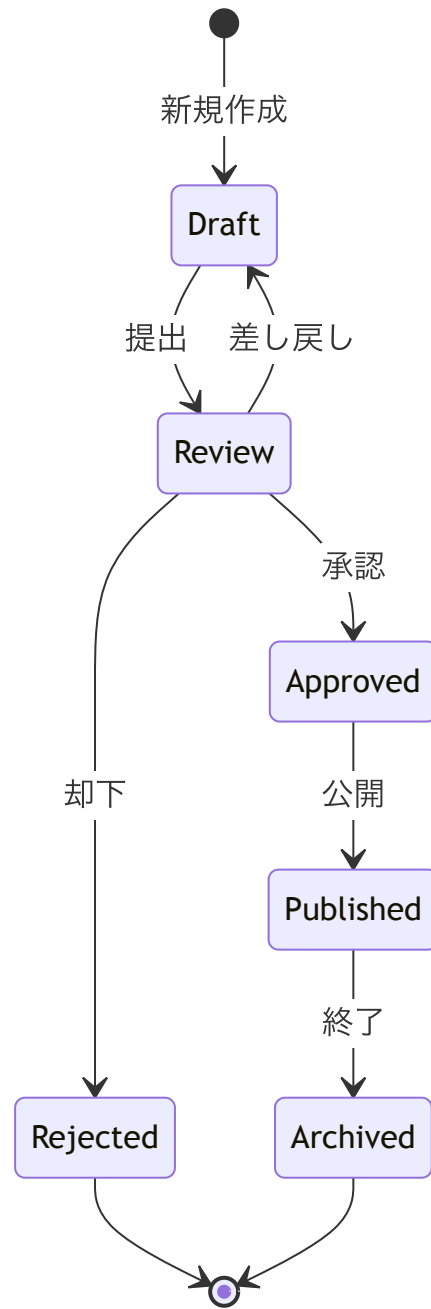 新規作成
Draft
提出
差し戻し
Review
承認
Approved
却下
公開
Published
終了
Rejected
Archived